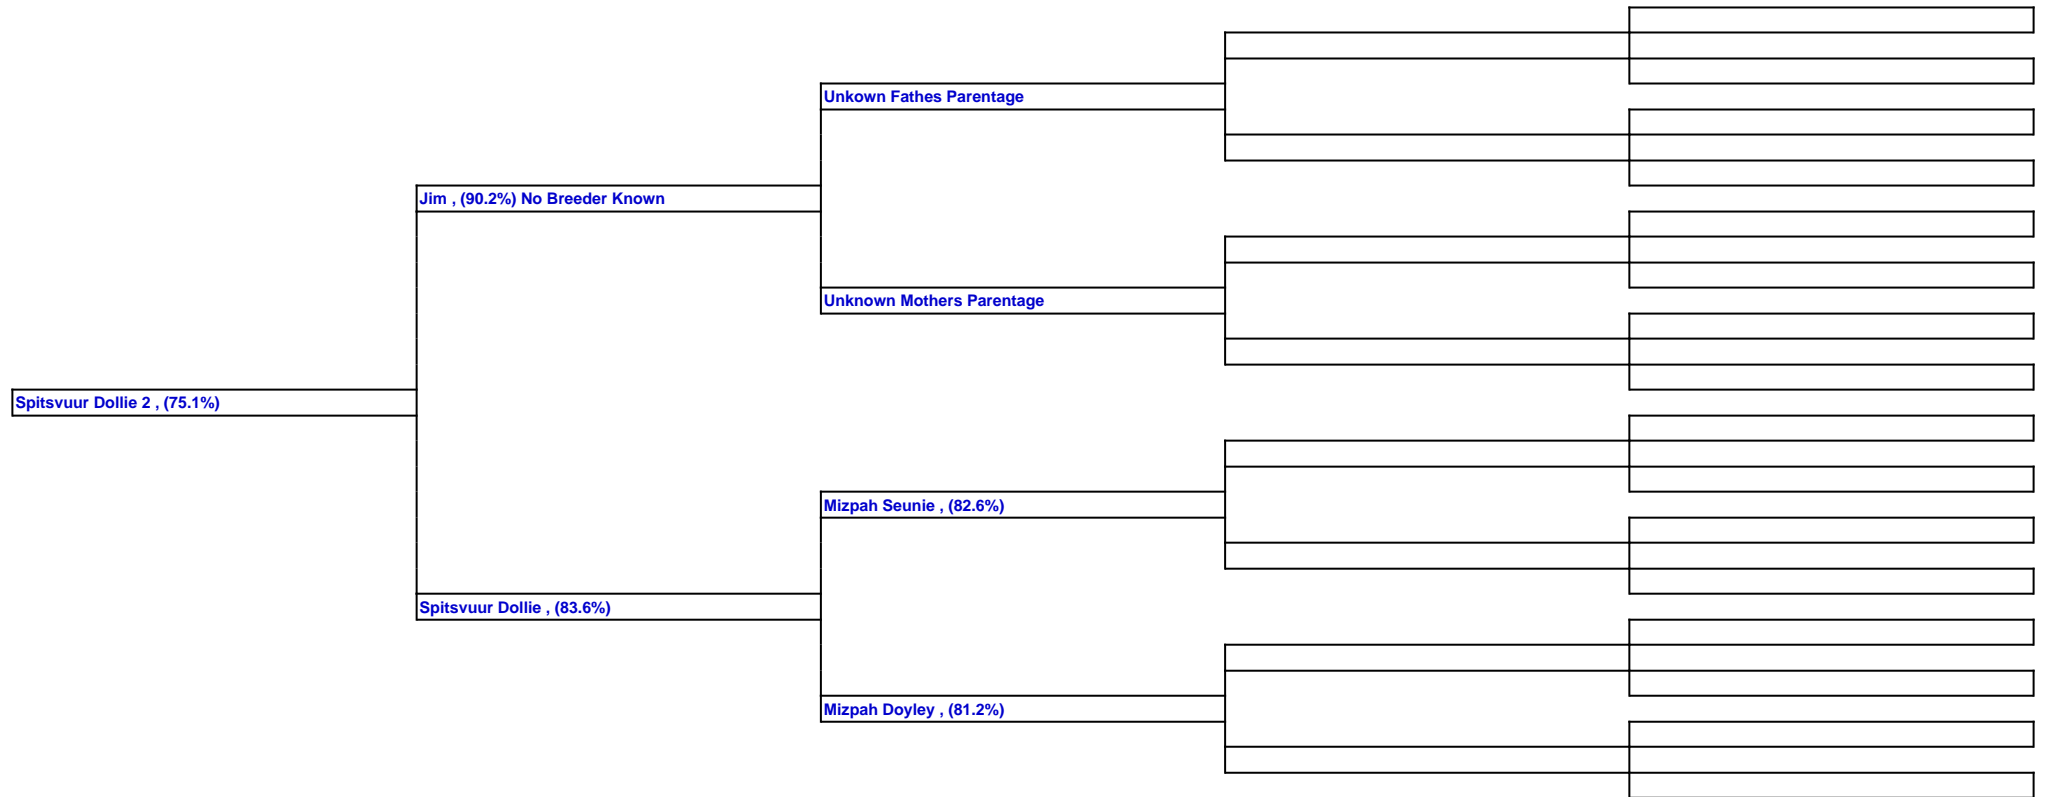 Unkown Fathes Parentage
Jim , (90.2%) No Breeder Known
Unknown Mothers Parentage
Spitsvuur Dollie 2 , (75.1%)
Mizpah Seunie , (82.6%)
Spitsvuur Dollie , (83.6%)
Mizpah Doyley , (81.2%)